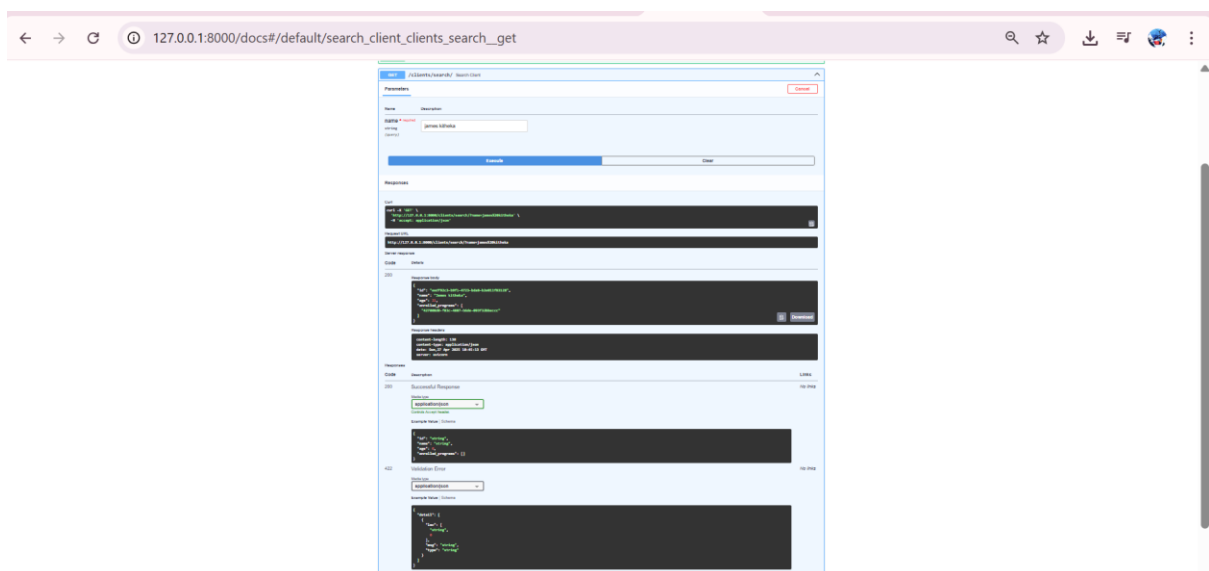 127.0.0.1:8000/docs#/default/search_client_clients_search__get
GET /clients/search/ Search Client
Parameters
Cancel
Name Description
name * required
string
(query)
james kitheka
Execute Clear
Responses
Curl
curl -X 'GET' \
-H 'accept: application/json'
Request URL
Server response
Code Details
200
Response body
{
"name":
"age":
"enrolled_programs": [
]
}
Download
Response headers
content-length:
content-type: application/json
server: uvicorn
Responses
Code Description Links
200 Successful Response No links
Media type
application/json
Controls Accept header.
Example Value | Schema
{
"id": "string",
"name": "string",
"age": 0,
"enrolled_programs": []
}
422 Validation Error No links
Media type
application/json
Example Value | Schema
{
"detail": [
{
"loc": [
"string",
0
],
"msg": "string",
"type": "string"
}
]
}